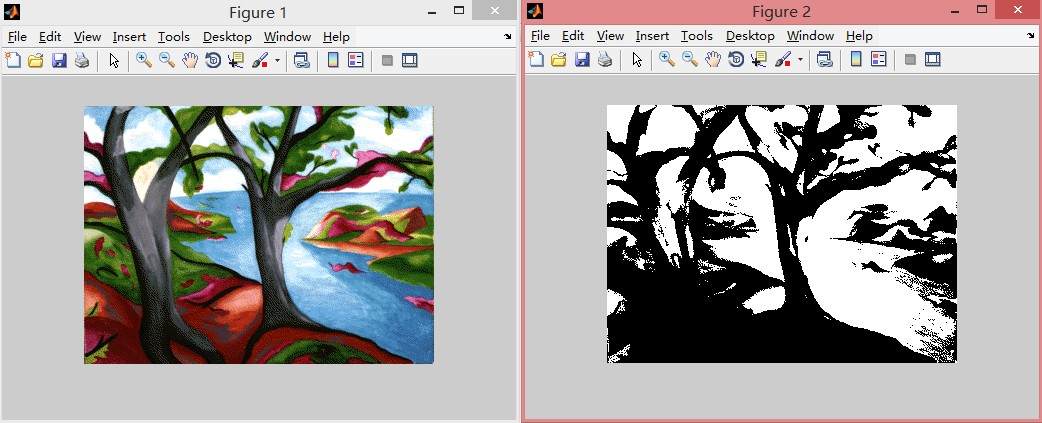 Figure 1
File Edit View Insert Tools Desktop Window Help
Figure 2
File Edit View Insert Tools Desktop Window Help